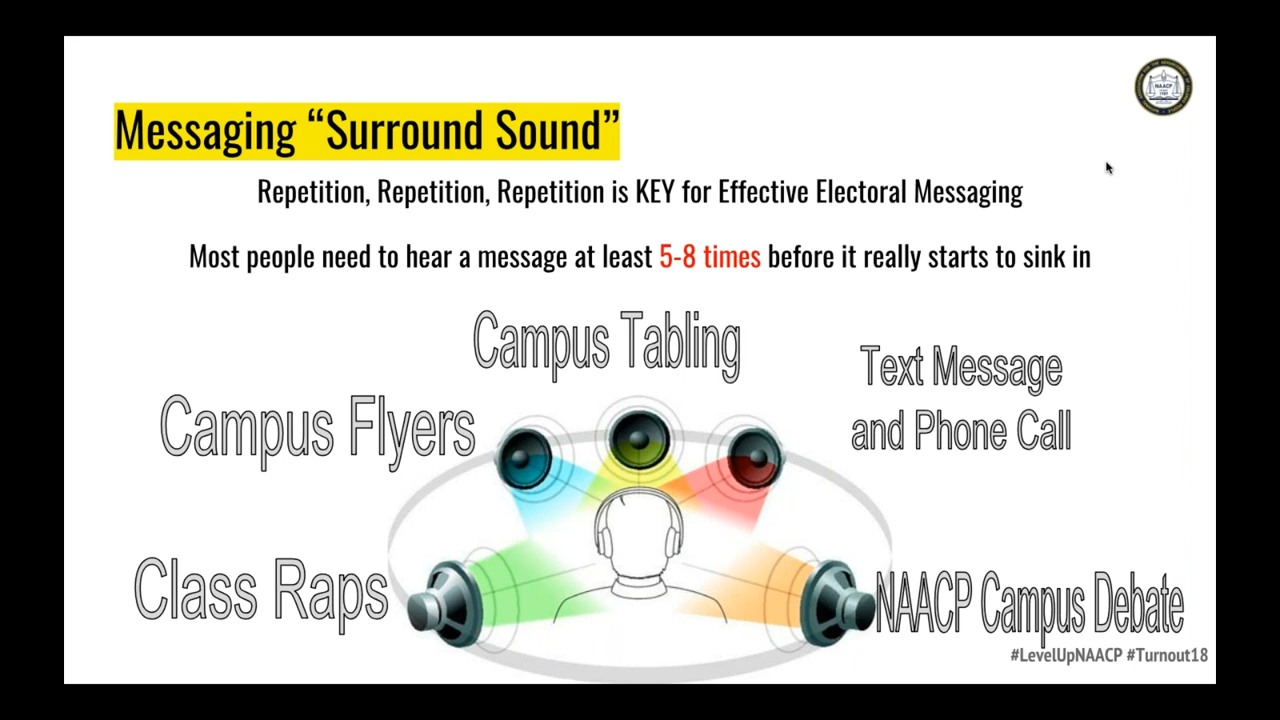 NAACP
Messaging “Surround Sound”
Repetition, Repetition, Repetition is KEY for Effective Electoral Messaging
Most people need to hear a message at least 5-8 times before it really starts to sink in
Campus Tabling
Text Message
and Phone Call
Campus Flyers
Class Raps
NAACP Campus Debate
#LevelUpNAACP #Turnout18